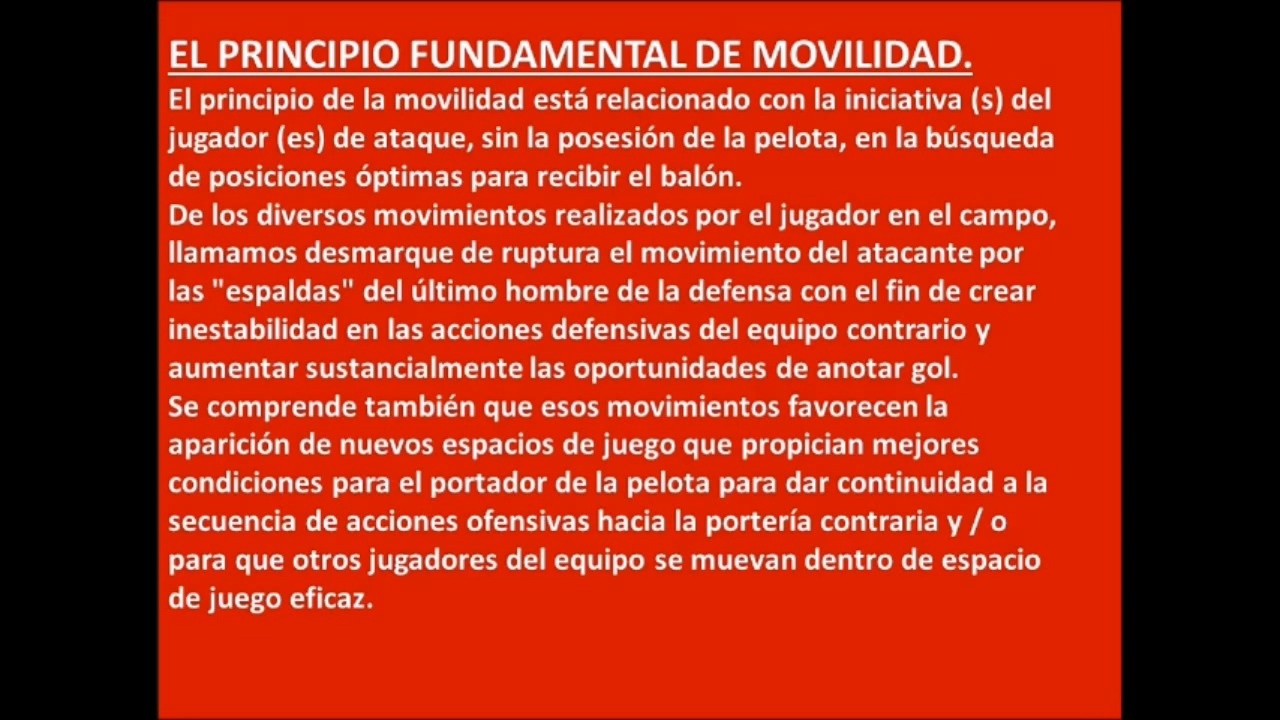 EL PRINCIPIO FUNDAMENTAL DE MOVILIDAD.
El principio de la movilidad está relacionado con la iniciativa (s) del
jugador (es) de ataque, sin la posesión de la pelota, en la búsqueda
de posiciones óptimas para recibir el balón.
De los diversos movimientos realizados por el jugador en el campo,
llamamos desmarque de ruptura el movimiento del atacante por
las "espaldas" del último hombre de la defensa con el fin de crear
inestabilidad en las acciones defensivas del equipo contrario y
aumentar sustancialmente las oportunidades de anotar gol.
Se comprende también que esos movimientos favorecen la
aparición de nuevos espacios de juego que propician mejores
condiciones para el portador de la pelota para dar continuidad a la
secuencia de acciones ofensivas hacia la portería contraria y / o
para que otros jugadores del equipo se muevan dentro de espacio
de juego eficaz.